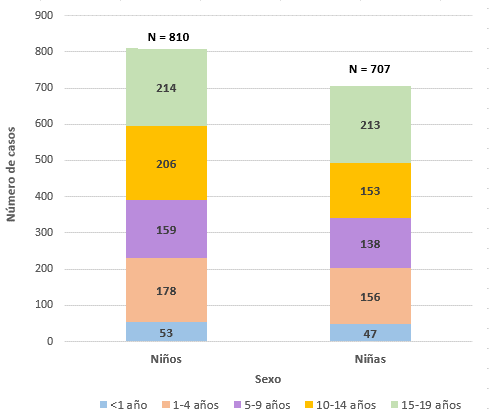 900
800
700
600
500
400
300
200
100
0
Número de casos
N = 810
214
206
159
178
53
N = 707
213
153
138
156
47
Niños
Niñas
Sexo
<1 año 1-4 años 5-9 años 10-14 años 15-19 años